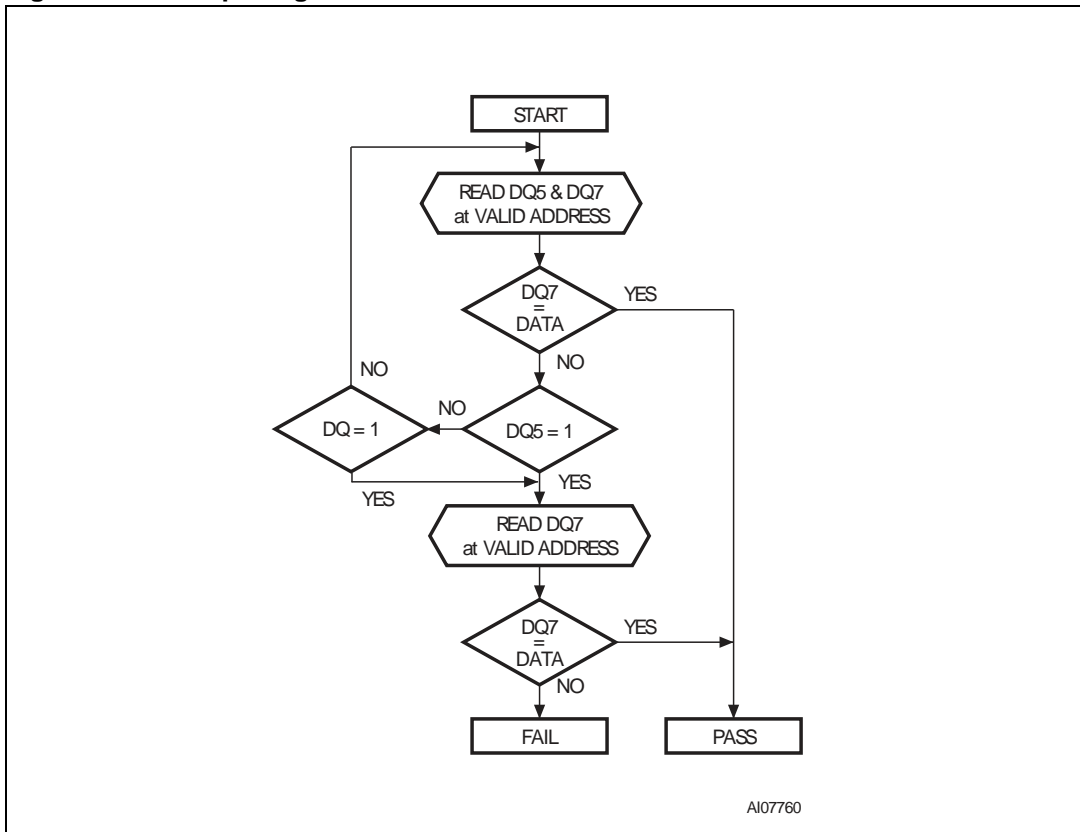 START
READ DQ5 & DQ7
at VALID ADDRESS
DQ7
=
DATA
YES
NO
NO
DQ = 1
NO
DQ5 = 1
YES
YES
READ DQ7
at VALID ADDRESS
DQ7
=
DATA
YES
NO
FAIL
PASS
AI07760